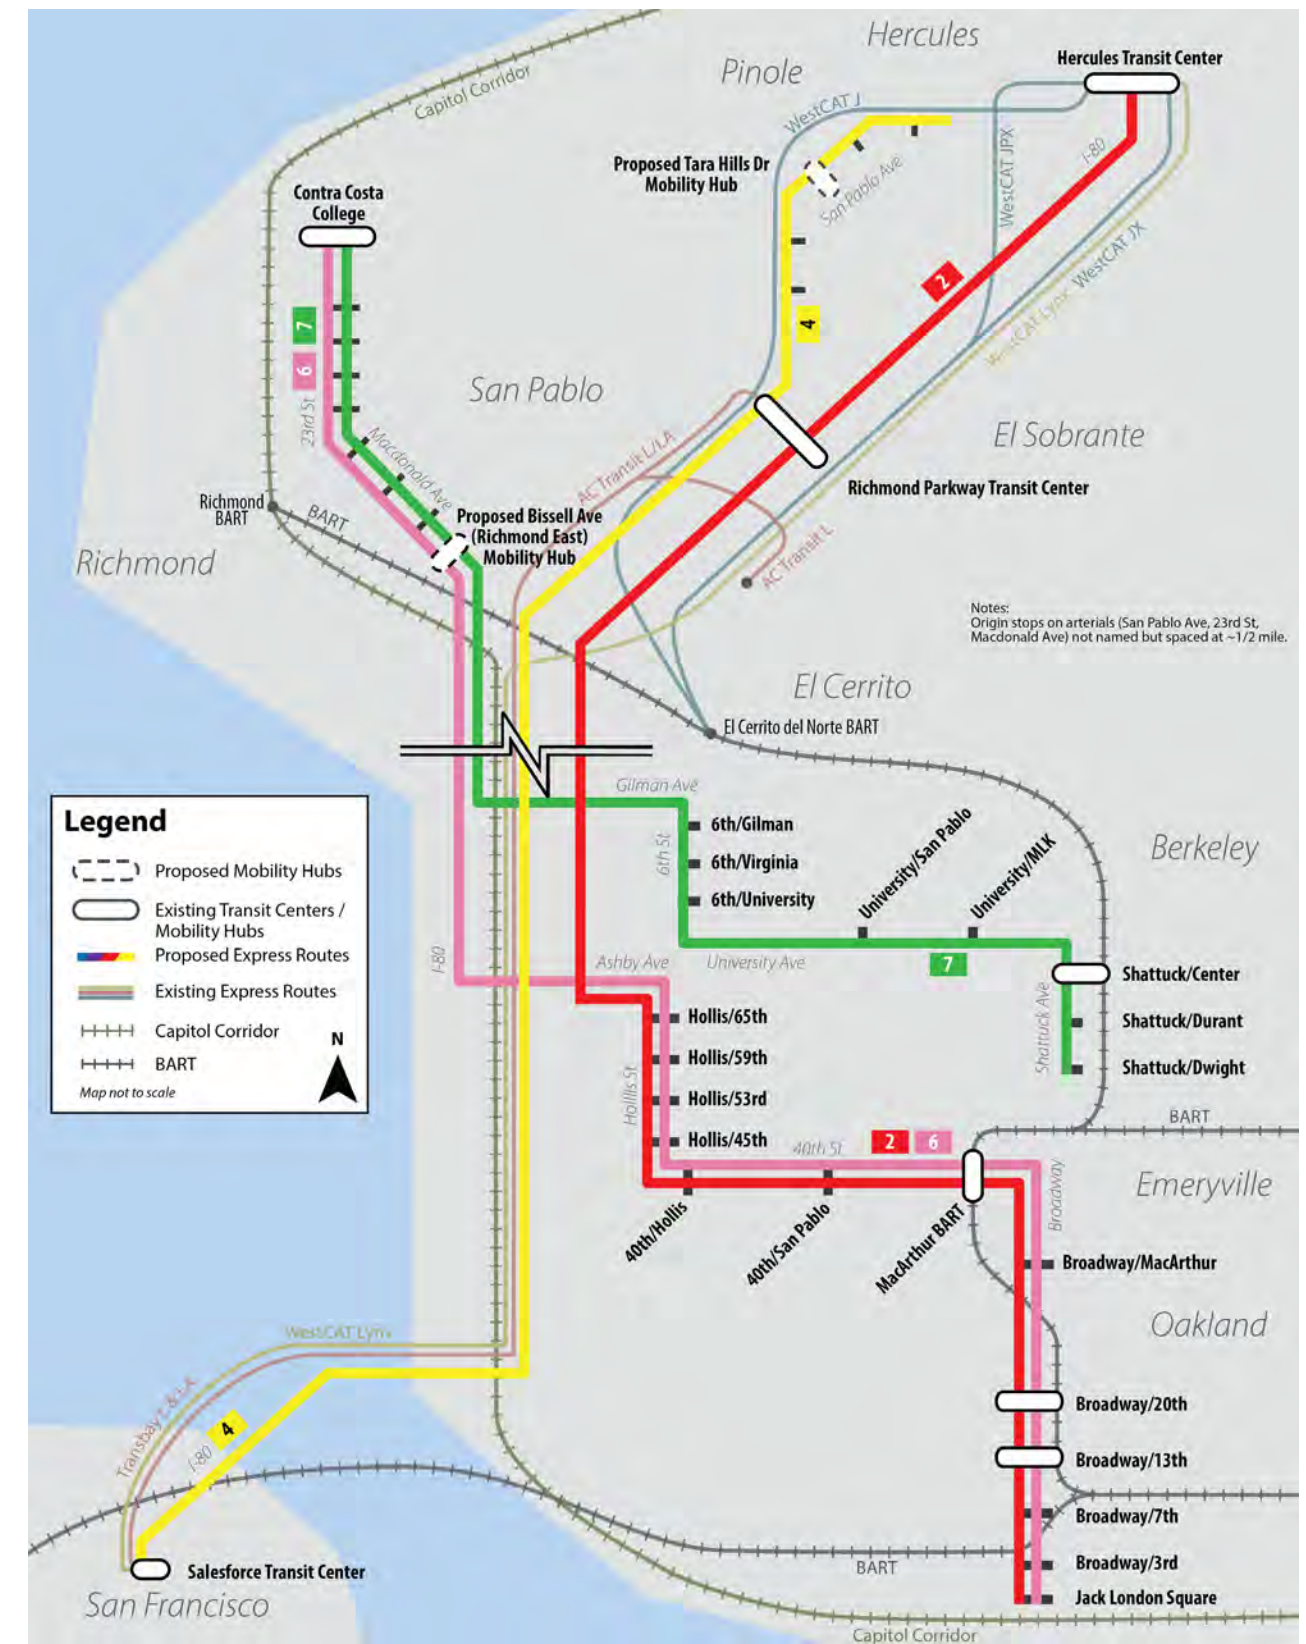 Hercules
Pinole
Hercules Transit Center
Capitol Corridor
WestCAT J
WestCAT JPX
I-80
Proposed Tara Hills Dr
Mobility Hub
San Pablo Ave
Contra Costa
College
WestCAT JX
WestCAT Lynx
2
4
7
6
23rd St
San Pablo
Macdonald Ave
El Sobrante
AC Transit L/LA
Richmond Parkway Transit Center
Richmond
BART
BART
Proposed Bissell Ave
(Richmond East)
Mobility Hub
Richmond
AC Transit L
Notes:
Origin stops on arterials (San Pablo Ave, 23rd St,
Macdonald Ave) not named but spaced at ~1/2 mile.
El Cerrito
El Cerrito del Norte BART
Gilman Ave
6th St
6th/Gilman
6th/Virginia
6th/University
University/San Pablo
University/MLK
Berkeley
Legend
Proposed Mobility Hubs
Existing Transit Centers /
Mobility Hubs
Proposed Express Routes
Existing Express Routes
Capitol Corridor
BART
Map not to scale
N
I-80
Ashby Ave
University Ave
7
Shattuck Ave
Shattuck/Center
Shattuck/Durant
Shattuck/Dwight
Hollis St
Hollis/65th
Hollis/59th
Hollis/53rd
Hollis/45th
BART
40th St
2
6
40th/Hollis
40th/San Pablo
MacArthur BART
Broadway
Emeryville
Broadway/MacArthur
Oakland
WestCAT Lynx
Transbay L & LA
I-80
4
Broadway/20th
Broadway/13th
Broadway/7th
Broadway/3rd
Jack London Square
BART
Salesforce Transit Center
San Francisco
Capitol Corridor